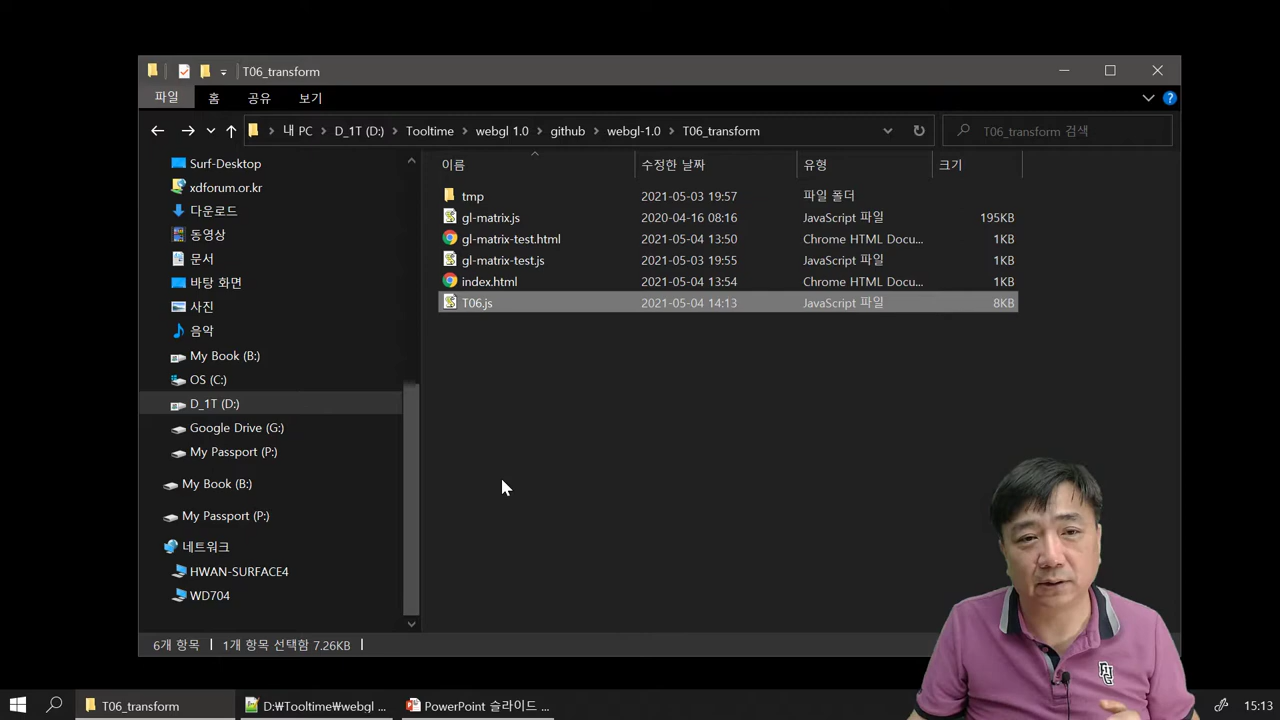 T06_transform
파일 홈 공유 보기
내 PC D_1T (D:) Tooltime webgl 1.0 github webgl-1.0 T06_transform
T06_transform 검색
이름 수정한 날짜 유형 크기
Surf-Desktop
xdforum.or.kr
다운로드
동영상
문서
바탕 화면
사진
음악
My Book (B:)
OS (C:)
D_1T (D:)
Google Drive (G:)
My Passport (P:)
My Book (B:)
My Passport (P:)
네트워크
HWAN-SURFACE4
WD704
tmp 2021-05-03 19:57 파일 폴더
gl-matrix.js 2020-04-16 08:16 JavaScript 파일 195KB
gl-matrix-test.html 2021-05-04 13:50 Chrome HTML Docu... 1KB
gl-matrix-test.js 2021-05-03 19:55 JavaScript 파일 1KB
index.html 2021-05-04 13:54 Chrome HTML Docu... 1KB
T06.js 2021-05-04 14:13 JavaScript 파일 8KB
6개 항목 1개 항목 선택함 7.26KB
T06_transform D:₩Tooltime₩webgl ... PowerPoint 슬라이드 ... 15:13